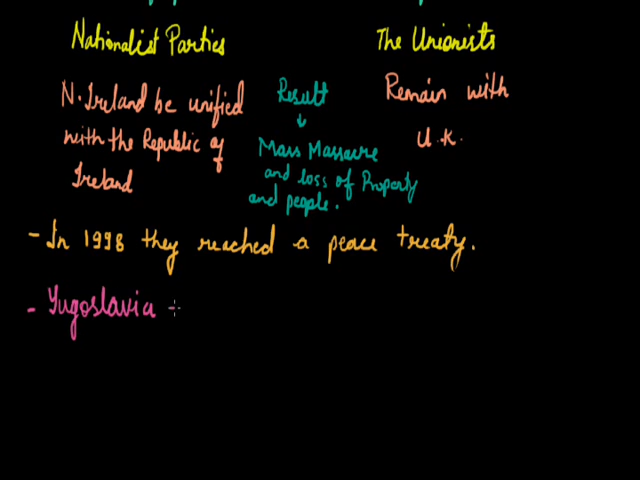 Nationalist Parties
The Unionists
N. Ireland be unified
with the Republic of
Ireland
Result
↓
Mass Massacre
and loss of Property
and people.
Remain with
U.K.
- In 1998 they reached a peace treaty.
- Yugoslavia -